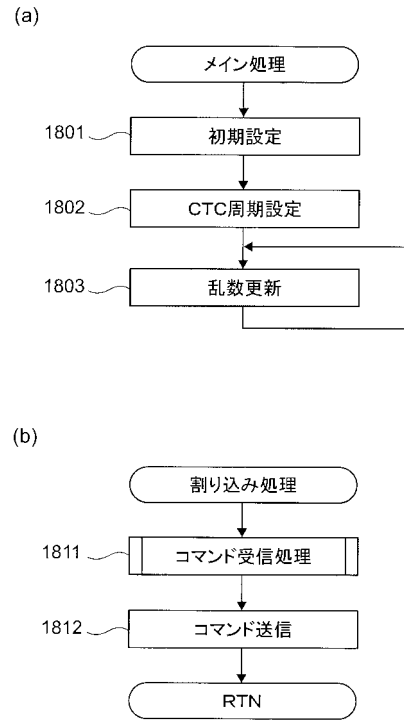 (a)
メイン処理
1801
初期設定
1802
CTC周期設定
1803
乱数更新
(b)
割り込み処理
1811
コマンド受信処理
1812
コマンド送信
RTN